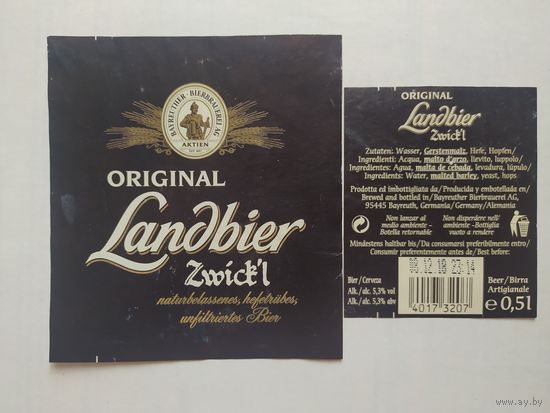 BAYREUTHER · BIERBRAUEREI AG
AKTIEN
ORIGINAL
Landbier
Zwick'l
naturbelassenes, hefetrübes,
unfiltriertes Bier
ORIGINAL
Landbier
Zwick'l
Zutaten: Wasser, Gerstenmalz, Hefe, Hopfen/
Ingredienti: Acqua, malto d'orzo, lievito, luppolo/
Ingredientes: Agua, malta de cebada, levadura, lúpulo/
Ingredients: Water, malted barley, yeast, hops
Prodotta ed imbottigliata da/Producida y embotellada en/
Brewed and bottled in/Bayreuther Bierbrauerei AG,
95445 Bayreuth, Germania/Germany/Alemania
Non lanzar al
medio ambiente -
Botella retornable
Non disperdere nell'
ambiente -Bottiglia
vuoto a rendere
Mindestens haltbar bis/Da consumarsi preferibilmente entro/
Consumir preferentemente antes de/Best before:
Bier/Cerveza
Alk./alc. 5,3% vol
Alk./alc. 5,3% abv
4017 3207
Beer/Birra
Artigianale
e 0,5l
www.ay.by